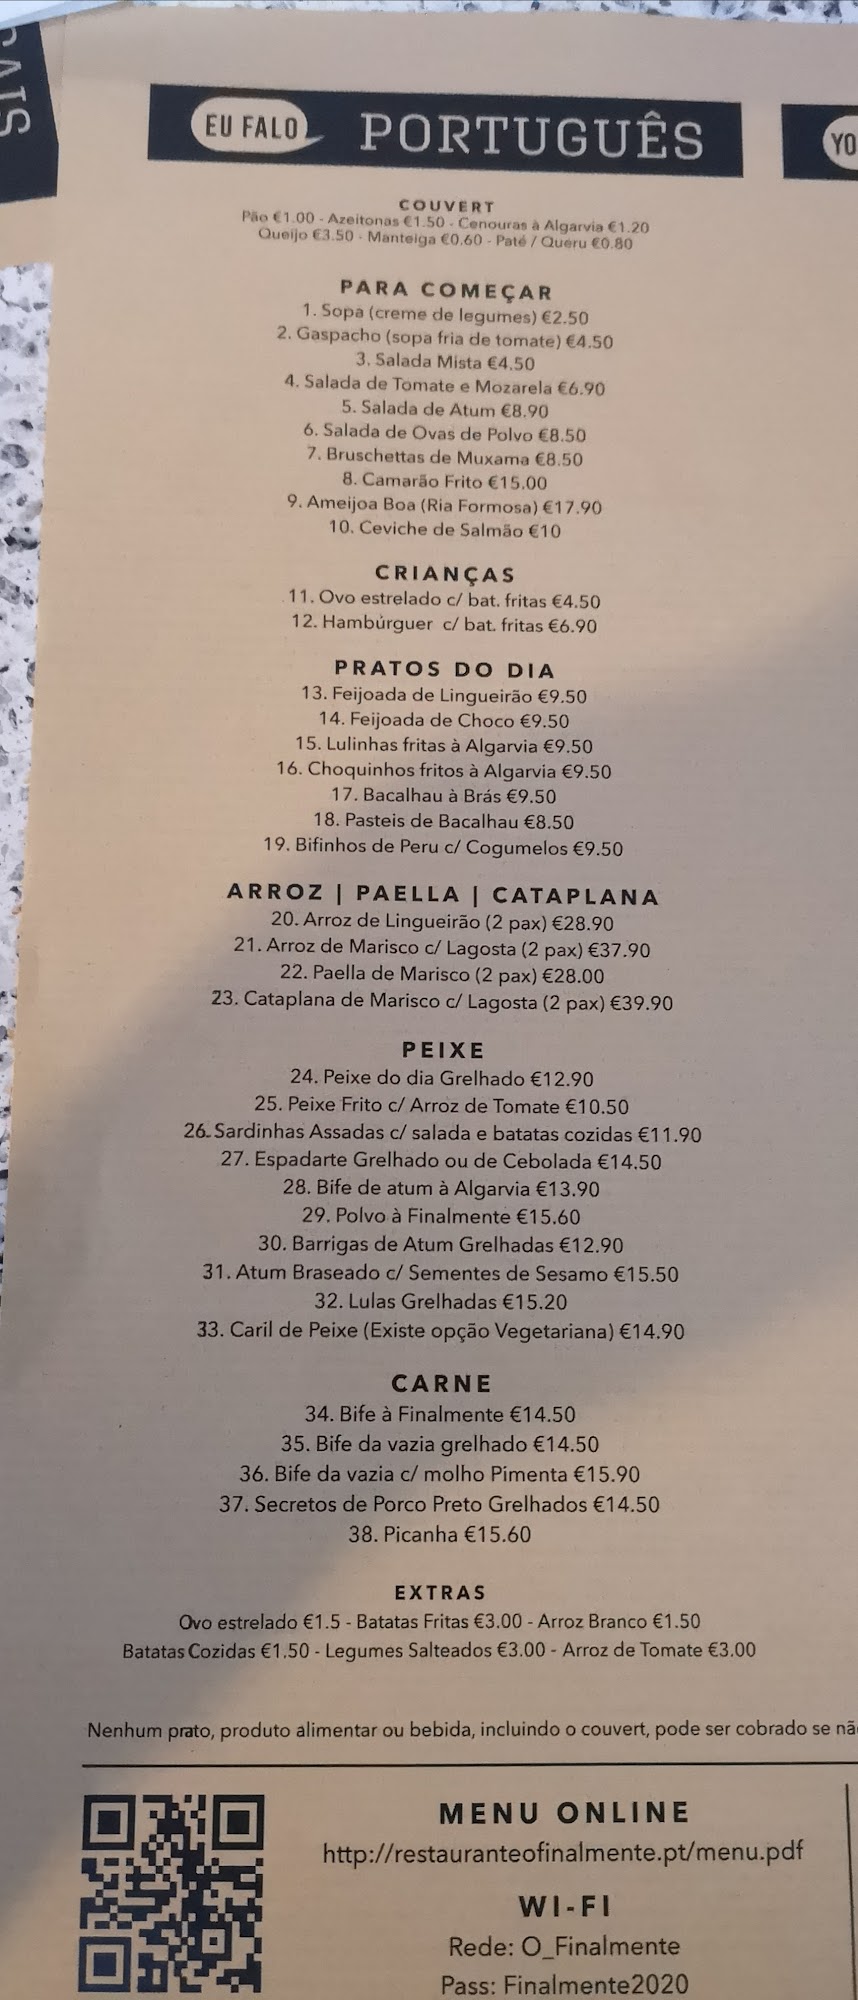 EU FALO PORTUGUÊS
YO
COUVERT
Pão €1.00 - Azeitonas €1.50 - Cenouras à Algarvia €1.20
Queijo €3.50 - Manteiga €0.60 - Paté / Queru €0.80
PARA COMEÇAR
1. Sopa (creme de legumes) €2.50
2. Gaspacho (sopa fria de tomate) €4.50
3. Salada Mista €4.50
4. Salada de Tomate e Mozarela €6.90
5. Salada de Atum €8.90
6. Salada de Ovas de Polvo €8.50
7. Bruschettas de Muxama €8.50
8. Camarão Frito €15.00
9. Ameijoa Boa (Ria Formosa) €17.90
10. Ceviche de Salmão €10
CRIANÇAS
11. Ovo estrelado c/ bat. fritas €4.50
12. Hambúrguer c/ bat. fritas €6.90
PRATOS DO DIA
13. Feijoada de Lingueirão €9.50
14. Feijoada de Choco €9.50
15. Lulinhas fritas à Algarvia €9.50
16. Choquinhos fritos à Algarvia €9.50
17. Bacalhau à Brás €9.50
18. Pasteis de Bacalhau €8.50
19. Bifinhos de Peru c/ Cogumelos €9.50
ARROZ | PAELLA | CATAPLANA
20. Arroz de Lingueirão (2 pax) €28.90
21. Arroz de Marisco c/ Lagosta (2 pax) €37.90
22. Paella de Marisco (2 pax) €28.00
23. Cataplana de Marisco c/ Lagosta (2 pax) €39.90
PEIXE
24. Peixe do dia Grelhado €12.90
25. Peixe Frito c/ Arroz de Tomate €10.50
26. Sardinhas Assadas c/ salada e batatas cozidas €11.90
27. Espadarte Grelhado ou de Cebolada €14.50
28. Bife de atum à Algarvia €13.90
29. Polvo à Finalmente €15.60
30. Barrigas de Atum Grelhadas €12.90
31. Atum Braseado c/ Sementes de Sesamo €15.50
32. Lulas Grelhadas €15.20
33. Caril de Peixe (Existe opção Vegetariana) €14.90
CARNE
34. Bife à Finalmente €14.50
35. Bife da vazia grelhado €14.50
36. Bife da vazia c/ molho Pimenta €15.90
37. Secretos de Porco Preto Grelhados €14.50
38. Picanha €15.60
EXTRAS
Ovo estrelado €1.5 - Batatas Fritas €3.00 - Arroz Branco €1.50
Batatas Cozidas €1.50 - Legumes Salteados €3.00 - Arroz de Tomate €3.00
Nenhum prato, produto alimentar ou bebida, incluindo o couvert, pode ser cobrado se nã
MENU ONLINE
http://restauranteofinalmente.pt/menu.pdf
WI-FI
Rede: O_Finalmente
Pass: Finalmente2020